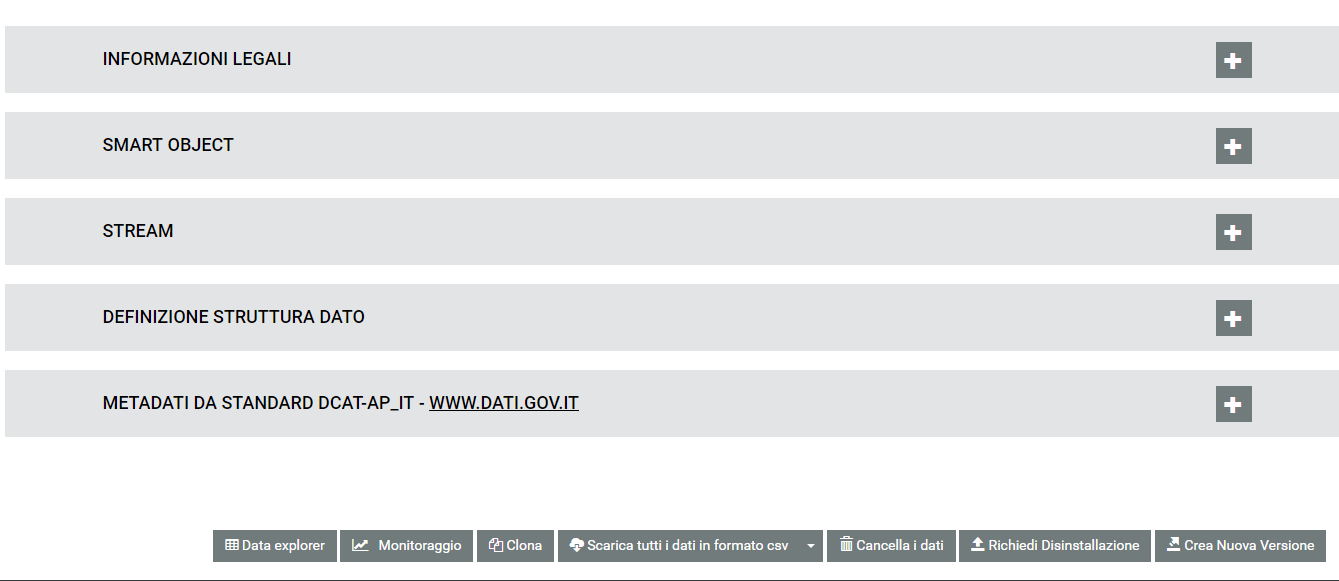 INFORMAZIONI LEGALI
SMART OBJECT
STREAM
DEFINIZIONE STRUTTURA DATO
METADATI DA STANDARD DCAT-AP_IT - WWW.DATI.GOV.IT
Data explorer Monitoraggio Clona Scarica tutti i dati in formato csv Cancella i dati Richiedi Disinstallazione Crea Nuova Versione